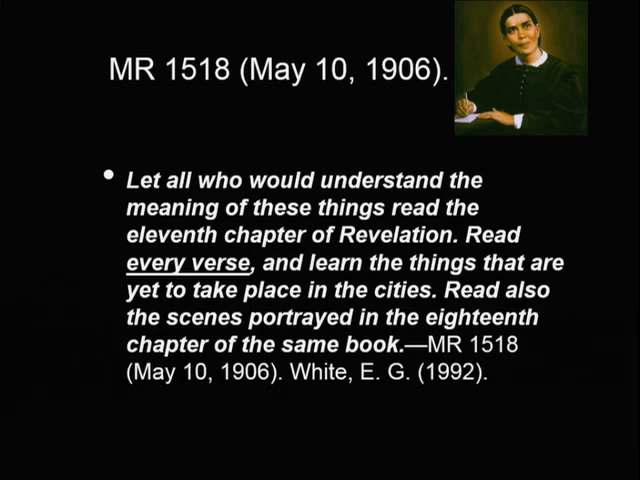 MR 1518 (May 10, 1906).
• Let all who would understand the
meaning of these things read the
eleventh chapter of Revelation. Read
every verse, and learn the things that are
yet to take place in the cities. Read also
the scenes portrayed in the eighteenth
chapter of the same book.—MR 1518
(May 10, 1906). White, E. G. (1992).